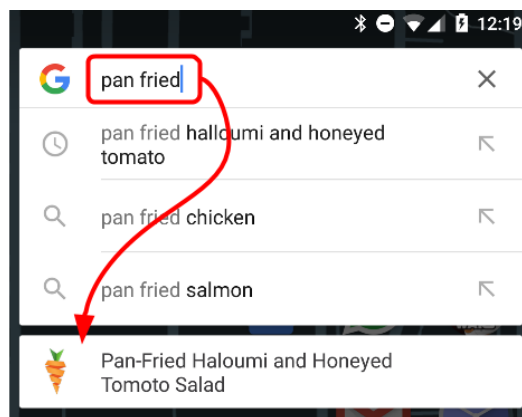 12:19
pan fried
pan fried halloumi and honeyed
tomato
pan fried chicken
pan fried salmon
Pan-Fried Haloumi and Honeyed
Tomoto Salad